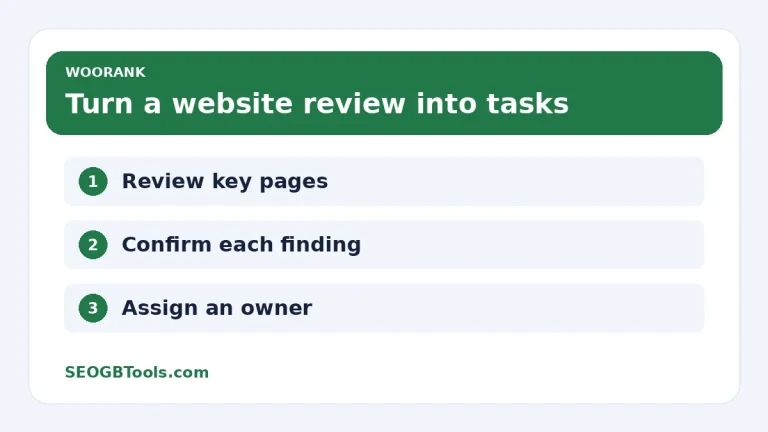 WOORANK
Turn a website review into tasks
1 Review key pages
2 Confirm each finding
3 Assign an owner
SEOGBTools.com